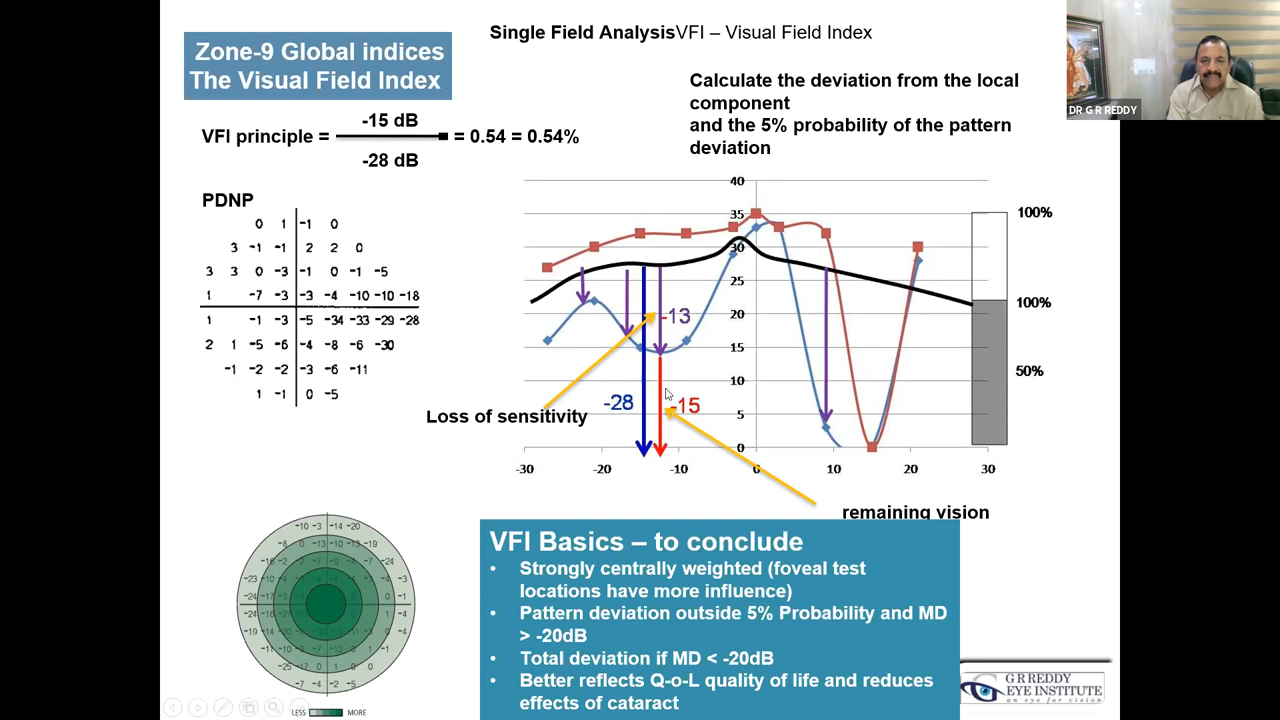 Single Field AnalysisVFI – Visual Field Index
Zone-9 Global indices
The Visual Field Index
DR G R REDDY
Calculate the deviation from the local
component
and the 5% probability of the pattern
deviation
-15 dB
VFI principle = = 0.54 = 0.54%
-28 dB
PDNP
0 1 -1 0
3 -1 -1 2 2 0
3 3 0 -3 -1 0 -1 -5
1 -7 -3 -3 -4 -10 -10 -18
1 -1 -3 -5 -34 -33 -29 -28
2 1 -5 -6 -4 -8 -6 -30
-1 -2 -2 -3 -6 -11
1 -1 0 -5
40
35
30
25
20
15
10
5
0
-30 -20 -10 0 10 20 30
-13
-28
-15
100%
100%
50%
Loss of sensitivity
remaining vision
VFI Basics – to conclude
• Strongly centrally weighted (foveal test
locations have more influence)
• Pattern deviation outside 5% Probability and MD
> -20dB
• Total deviation if MD < -20dB
• Better reflects Q-o-L quality of life and reduces
effects of cataract
-10 -3 -14 -20
LESS MORE
G R REDDY
EYE INSTITUTE
an eye for vision